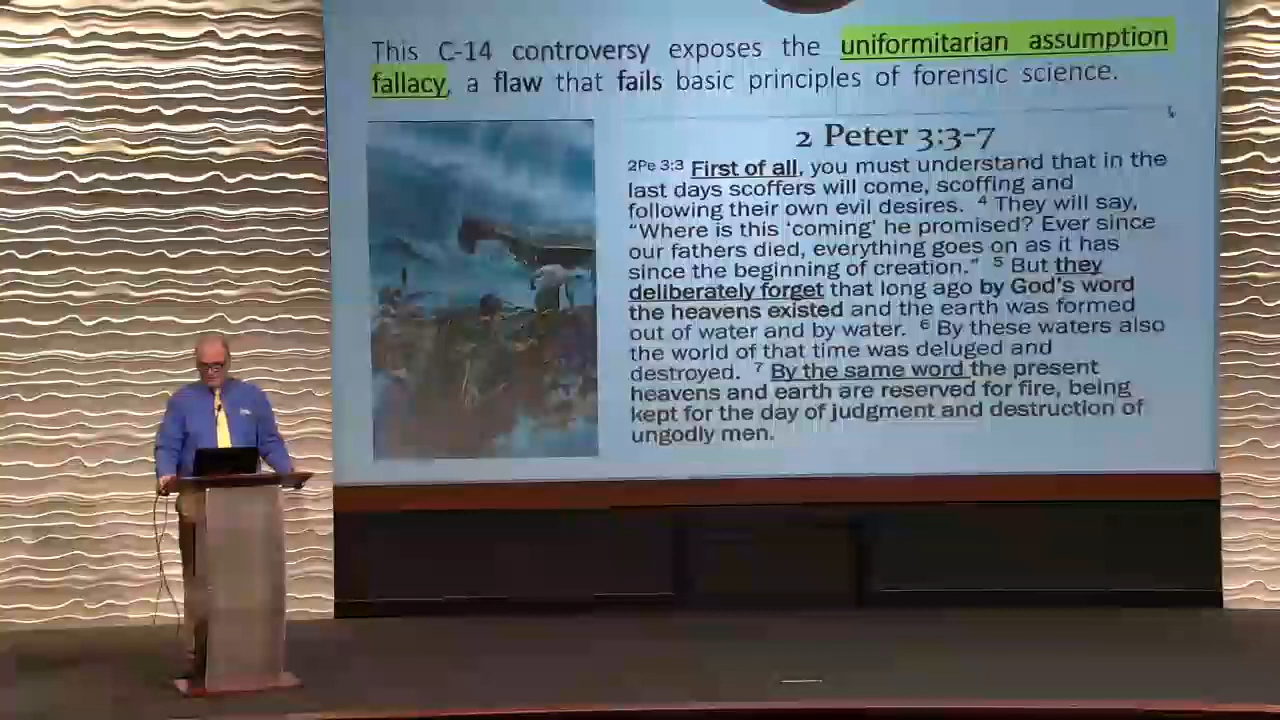 This C-14 controversy exposes the uniformitarian assumption
fallacy, a flaw that fails basic principles of forensic science.
2 Peter 3:3-7
2Pe 3:3 First of all, you must understand that in the
last days scoffers will come, scoffing and
following their own evil desires. 4 They will say,
“Where is this ‘coming’ he promised? Ever since
our fathers died, everything goes on as it has
since the beginning of creation.” 5 But they
deliberately forget that long ago by God’s word
the heavens existed and the earth was formed
out of water and by water. 6 By these waters also
the world of that time was deluged and
destroyed. 7 By the same word the present
heavens and earth are reserved for fire, being
kept for the day of judgment and destruction of
ungodly men.